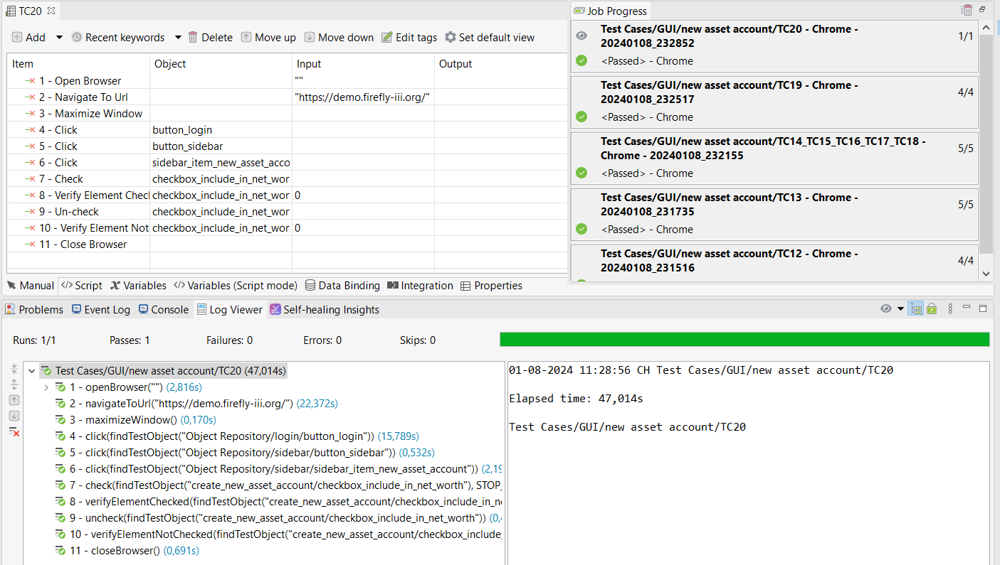 TC20
Add Recent keywords Delete Move up Move down Edit tags Set default view
Item Object Input Output
1 - Open Browser ""
2 - Navigate To Url "https://demo.firefly-iii.org/"
3 - Maximize Window
4 - Click button_login
5 - Click button_sidebar
6 - Click sidebar_item_new_asset_acco
7 - Check checkbox_include_in_net_wor
8 - Verify Element Chec checkbox_include_in_net_wor 0
9 - Un-check checkbox_include_in_net_wor
10 - Verify Element Not checkbox_include_in_net_wor 0
11 - Close Browser
Manual Script Variables Variables (Script mode) Data Binding Integration Properties
Job Progress
Test Cases/GUI/new asset account/TC20 - Chrome -
20240108_232852
1/1
<Passed> - Chrome
Test Cases/GUI/new asset account/TC19 - Chrome -
20240108_232517
4/4
<Passed> - Chrome
Test Cases/GUI/new asset account/TC14_TC15_TC16_TC17_TC18 -
Chrome - 20240108_232155
5/5
<Passed> - Chrome
Test Cases/GUI/new asset account/TC13 - Chrome -
20240108_231735
5/5
<Passed> - Chrome
Test Cases/GUI/new asset account/TC12 - Chrome -
20240108_231516
4/4
Problems Event Log Console Log Viewer Self-healing Insights
Runs: 1/1 Passes: 1 Failures: 0 Errors: 0 Skips: 0
Test Cases/GUI/new asset account/TC20 (47,014s)
1 - openBrowser("") (2,816s)
2 - navigateToUrl("https://demo.firefly-iii.org/") (22,372s)
3 - maximizeWindow() (0,170s)
4 - click(findTestObject("Object Repository/login/button_login")) (15,789s)
5 - click(findTestObject("Object Repository/sidebar/button_sidebar")) (0,532s)
6 - click(findTestObject("Object Repository/sidebar/sidebar_item_new_asset_account")) (2,19
7 - check(findTestObject("create_new_asset_account/checkbox_include_in_net_worth"), STOP_
8 - verifyElementChecked(findTestObject("create_new_asset_account/checkbox_include_in_n
9 - uncheck(findTestObject("create_new_asset_account/checkbox_include_in_net_worth")) (0,
10 - verifyElementNotChecked(findTestObject("create_new_asset_account/checkbox_include_
11 - closeBrowser() (0,691s)
01-08-2024 11:28:56 CH Test Cases/GUI/new asset account/TC20
Elapsed time: 47,014s
Test Cases/GUI/new asset account/TC20